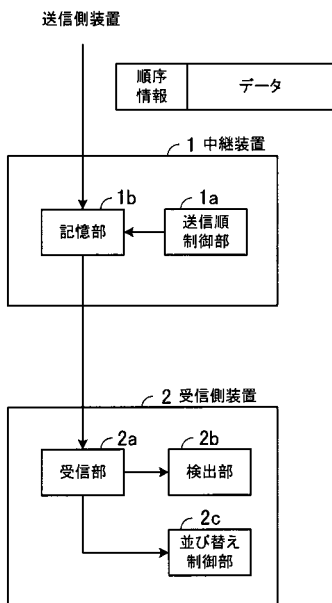 送信側装置
順序
情報
データ
1 中継装置
1b
1a
記憶部
送信順
制御部
2 受信側装置
2a
2b
受信部
検出部
2c
並び替え
制御部